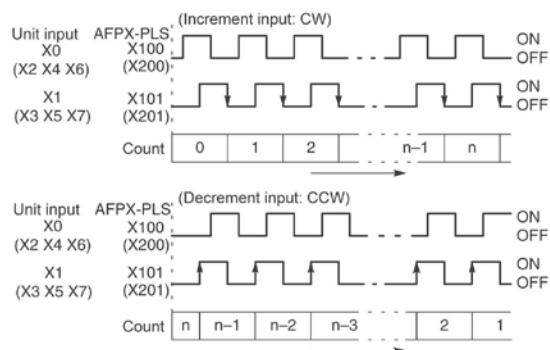 (Increment input: CW)
Unit input AFPX-PLS
X0 X100 ON
(X2 X4 X6) (X200) OFF
X1 X101 ON
(X3 X5 X7) (X201) OFF
Count 0 1 2 n–1 n
(Decrement input: CCW)
Unit input AFPX-PLS
X0 X100 ON
(X2 X4 X6) (X200) OFF
X1 X101 ON
(X3 X5 X7) (X201) OFF
Count n n–1 n–2 n–3 2 1